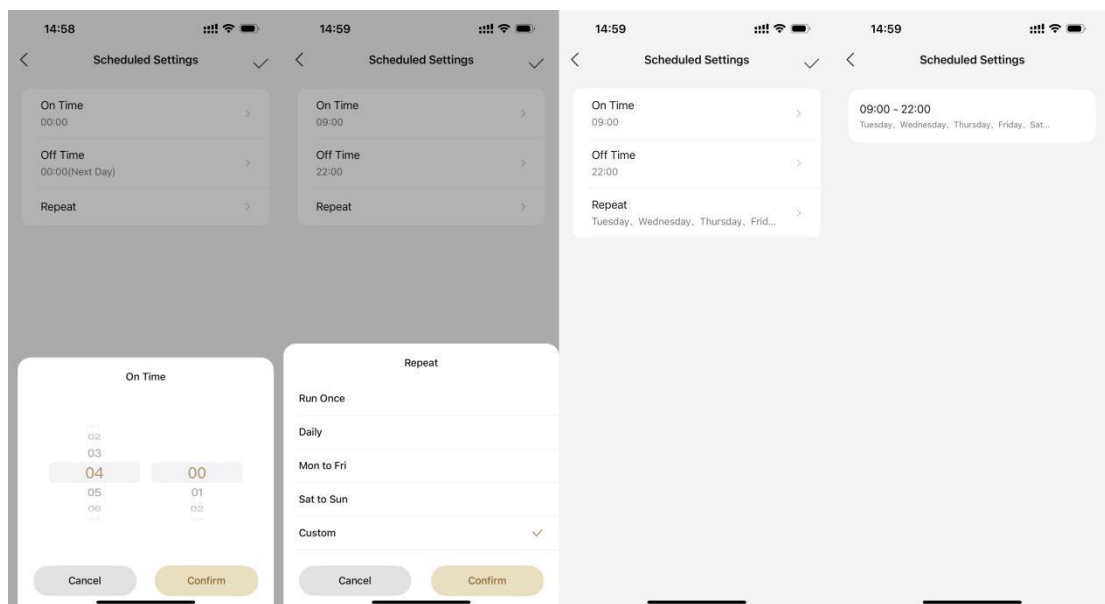 14:58
Scheduled Settings
On Time
00:00
Off Time
00:00(Next Day)
Repeat
On Time
02
03
04 00
05 01
06 02
Cancel Confirm
14:59
Scheduled Settings
On Time
09:00
Off Time
22:00
Repeat
Repeat
Run Once
Daily
Mon to Fri
Sat to Sun
Custom
Cancel Confirm
14:59
Scheduled Settings
On Time
09:00
Off Time
22:00
Repeat
Tuesday、Wednesday、Thursday、Frid...
14:59
Scheduled Settings
09:00 - 22:00
Tuesday、Wednesday、Thursday、Friday、Sat...